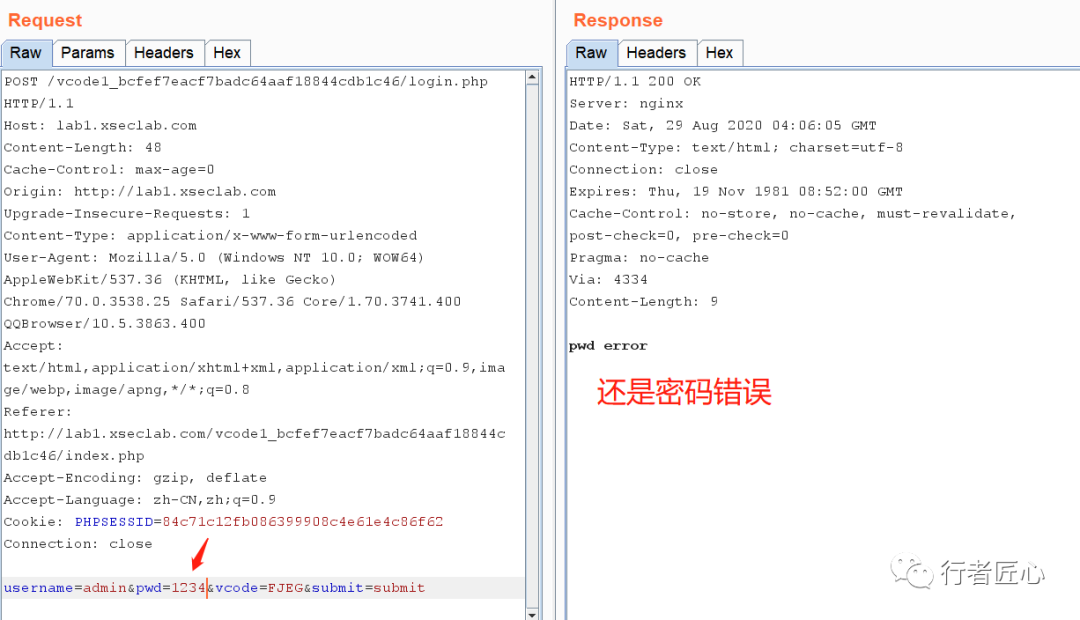 Request
Raw Params Headers Hex
POST /vcode1_bcfef7eacf7badc64aaf18844cdb1c46/login.php
HTTP/1.1
Host: lab1.xseclab.com
Content-Length: 48
Cache-Control: max-age=0
Origin: http://lab1.xseclab.com
Upgrade-Insecure-Requests: 1
Content-Type: application/x-www-form-urlencoded
User-Agent: Mozilla/5.0 (Windows NT 10.0; WOW64)
AppleWebKit/537.36 (KHTML, like Gecko)
Chrome/70.0.3538.25 Safari/537.36 Core/1.70.3741.400
QQBrowser/10.5.3863.400
Accept:
text/html,application/xhtml+xml,application/xml;q=0.9,ima
ge/webp,image/apng,*/*;q=0.8
Referer:
http://lab1.xseclab.com/vcode1_bcfef7eacf7badc64aaf18844c
db1c46/index.php
Accept-Encoding: gzip, deflate
Accept-Language: zh-CN,zh;q=0.9
Cookie: PHPSESSID=84c71c12fb086399908c4e61e4c86f62
Connection: close
username=admin&pwd=1234&vcode=FJEG&submit=submit
Response
Raw Headers Hex
HTTP/1.1 200 OK
Server: nginx
Date: Sat, 29 Aug 2020 04:06:05 GMT
Content-Type: text/html; charset=utf-8
Connection: close
Expires: Thu, 19 Nov 1981 08:52:00 GMT
Cache-Control: no-store, no-cache, must-revalidate,
post-check=0, pre-check=0
Pragma: no-cache
Via: 4334
Content-Length: 9
pwd error
还是密码错误
行者匠心